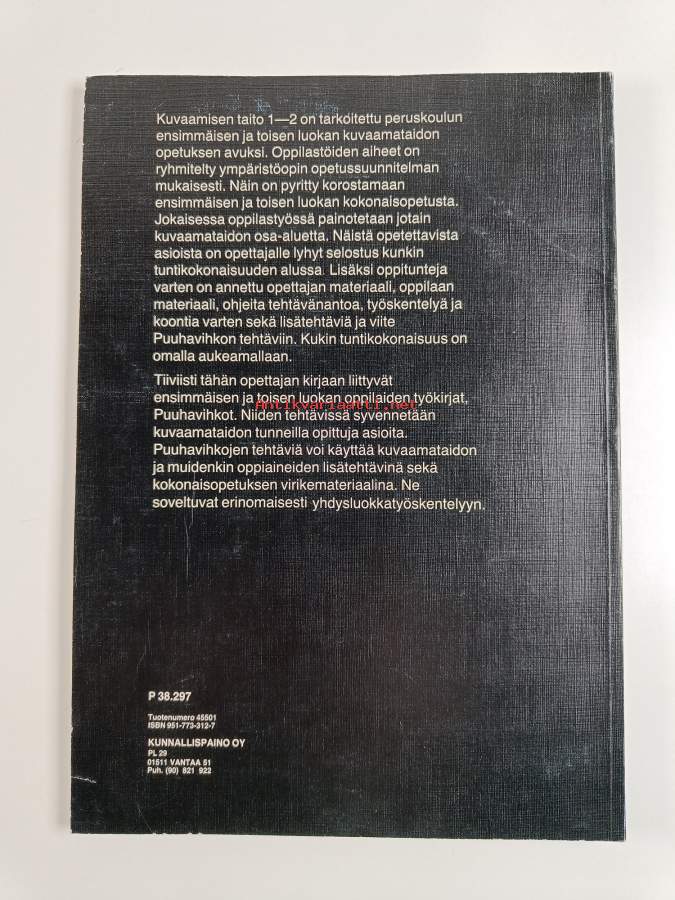 Kuvaamisen taito 1—2 on tarkoitettu peruskoulun
ensimmäisen ja toisen luokan kuvaamataidon
opetuksen avuksi. Oppilastöiden aiheet on
ryhmitelty ympäristöopin opetussuunnitelman
mukaisesti. Näin on pyritty korostamaan
ensimmäisen ja toisen luokan kokonaisopetusta.
Jokaisessa oppilastyössä painotetaan jotain
kuvaamataidon osa-aluetta. Näistä opetettavista
asioista on opettajalle lyhyt selostus kunkin
tuntikokonaisuuden alussa. Lisäksi oppitunteja
varten on annettu opettajan materiaali, oppilaan
materiaali, ohjeita tehtävänantoa, työskentelyä ja
koontia varten sekä lisätehtäviä ja viite
Puuhavihkon tehtäviin. Kukin tuntikokonaisuus on
omalla aukeamallaan.
Tiiviisti tähän opettajan kirjaan liittyvät
ensimmäisen ja toisen luokan oppilaiden työkirjat,
Antikvariaatti.net
Puuhavihkot. Niiden tehtävissä syvennetään
kuvaamataidon tunneilla opittuja asioita.
Puuhavihkojen tehtäviä voi käyttää kuvaamataidon
ja muidenkin oppiaineiden lisätehtävinä sekä
kokonaisopetuksen virikemateriaalina. Ne
soveltuvat erinomaisesti yhdysluokkatyöskentelyyn.
P 38.297
Tuotenumero 45501
ISBN 951-773-312-7
KUNNALLISPAINO OY
PL 29
01511 VANTAA 51
Puh. (90) 821 922